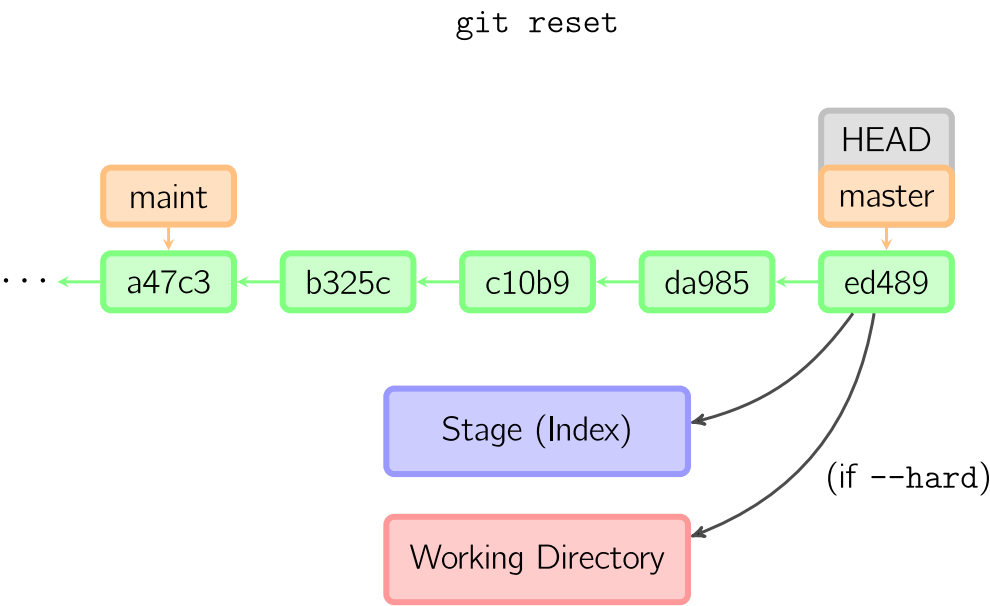 git reset
HEAD
maint
master
... a47c3 b325c c10b9 da985 ed489
Stage (Index)
(if --hard)
Working Directory